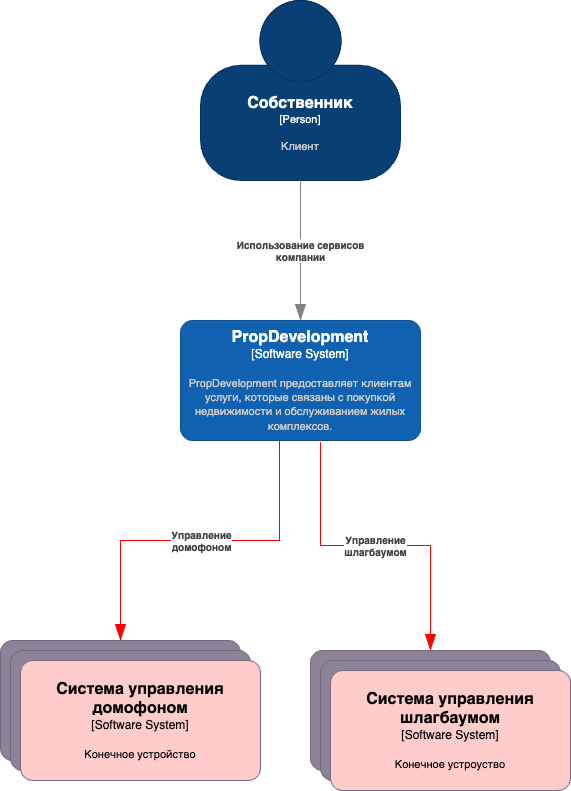 Собственник
[Person]
Клиент
Использование сервисов
компании
PropDevelopment
[Software System]
PropDevelopment предоставляет клиентам
услуги, которые связаны с покупкой
недвижимости и обслуживанием жилых
комплексов.
Управление
домофоном
Управление
шлагбаумом
Система управления
домофоном
[Software System]
Конечное устройство
Система управления
шлагбаумом
[Software System]
Конечное устроуство